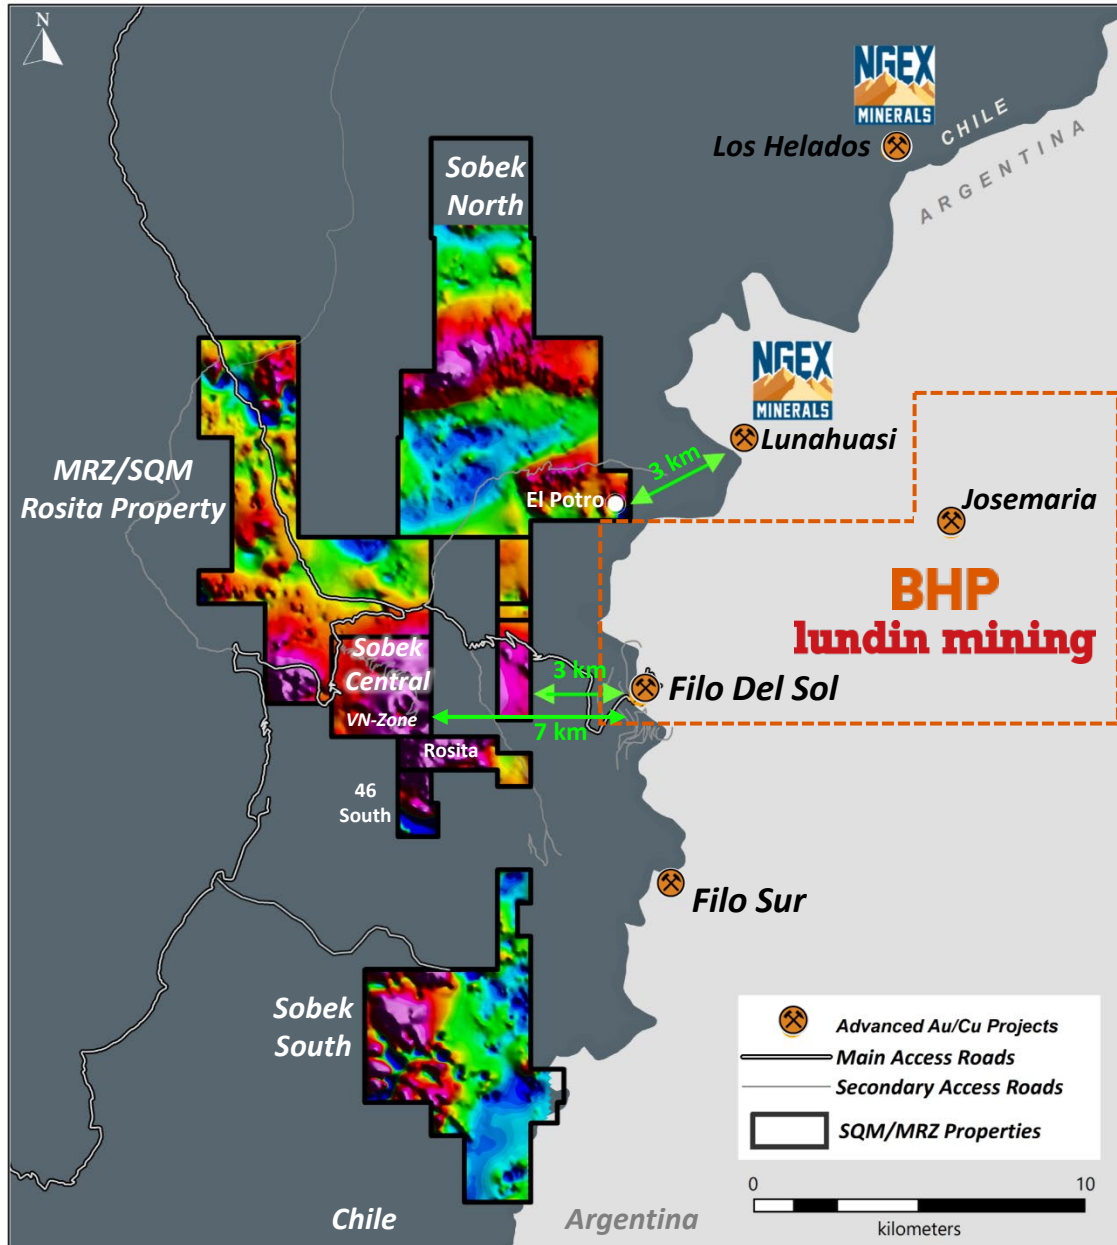 N
NGEX
MINERALS
Los Helados
CHILE
ARGENTINA
Sobek
North
NGEX
MINERALS
Lunahuasi
3 km
MRZ/SQM
Rosita Property
El Potro
Josemaria
BHP
lundin mining
Sobek
Central
VN-Zone
3 km
Filo Del Sol
7 km
Rosita
46
South
Filo Sur
Sobek
South
Advanced Au/Cu Projects
Main Access Roads
Secondary Access Roads
SQM/MRZ Properties
0 10
kilometers
Chile
Argentina